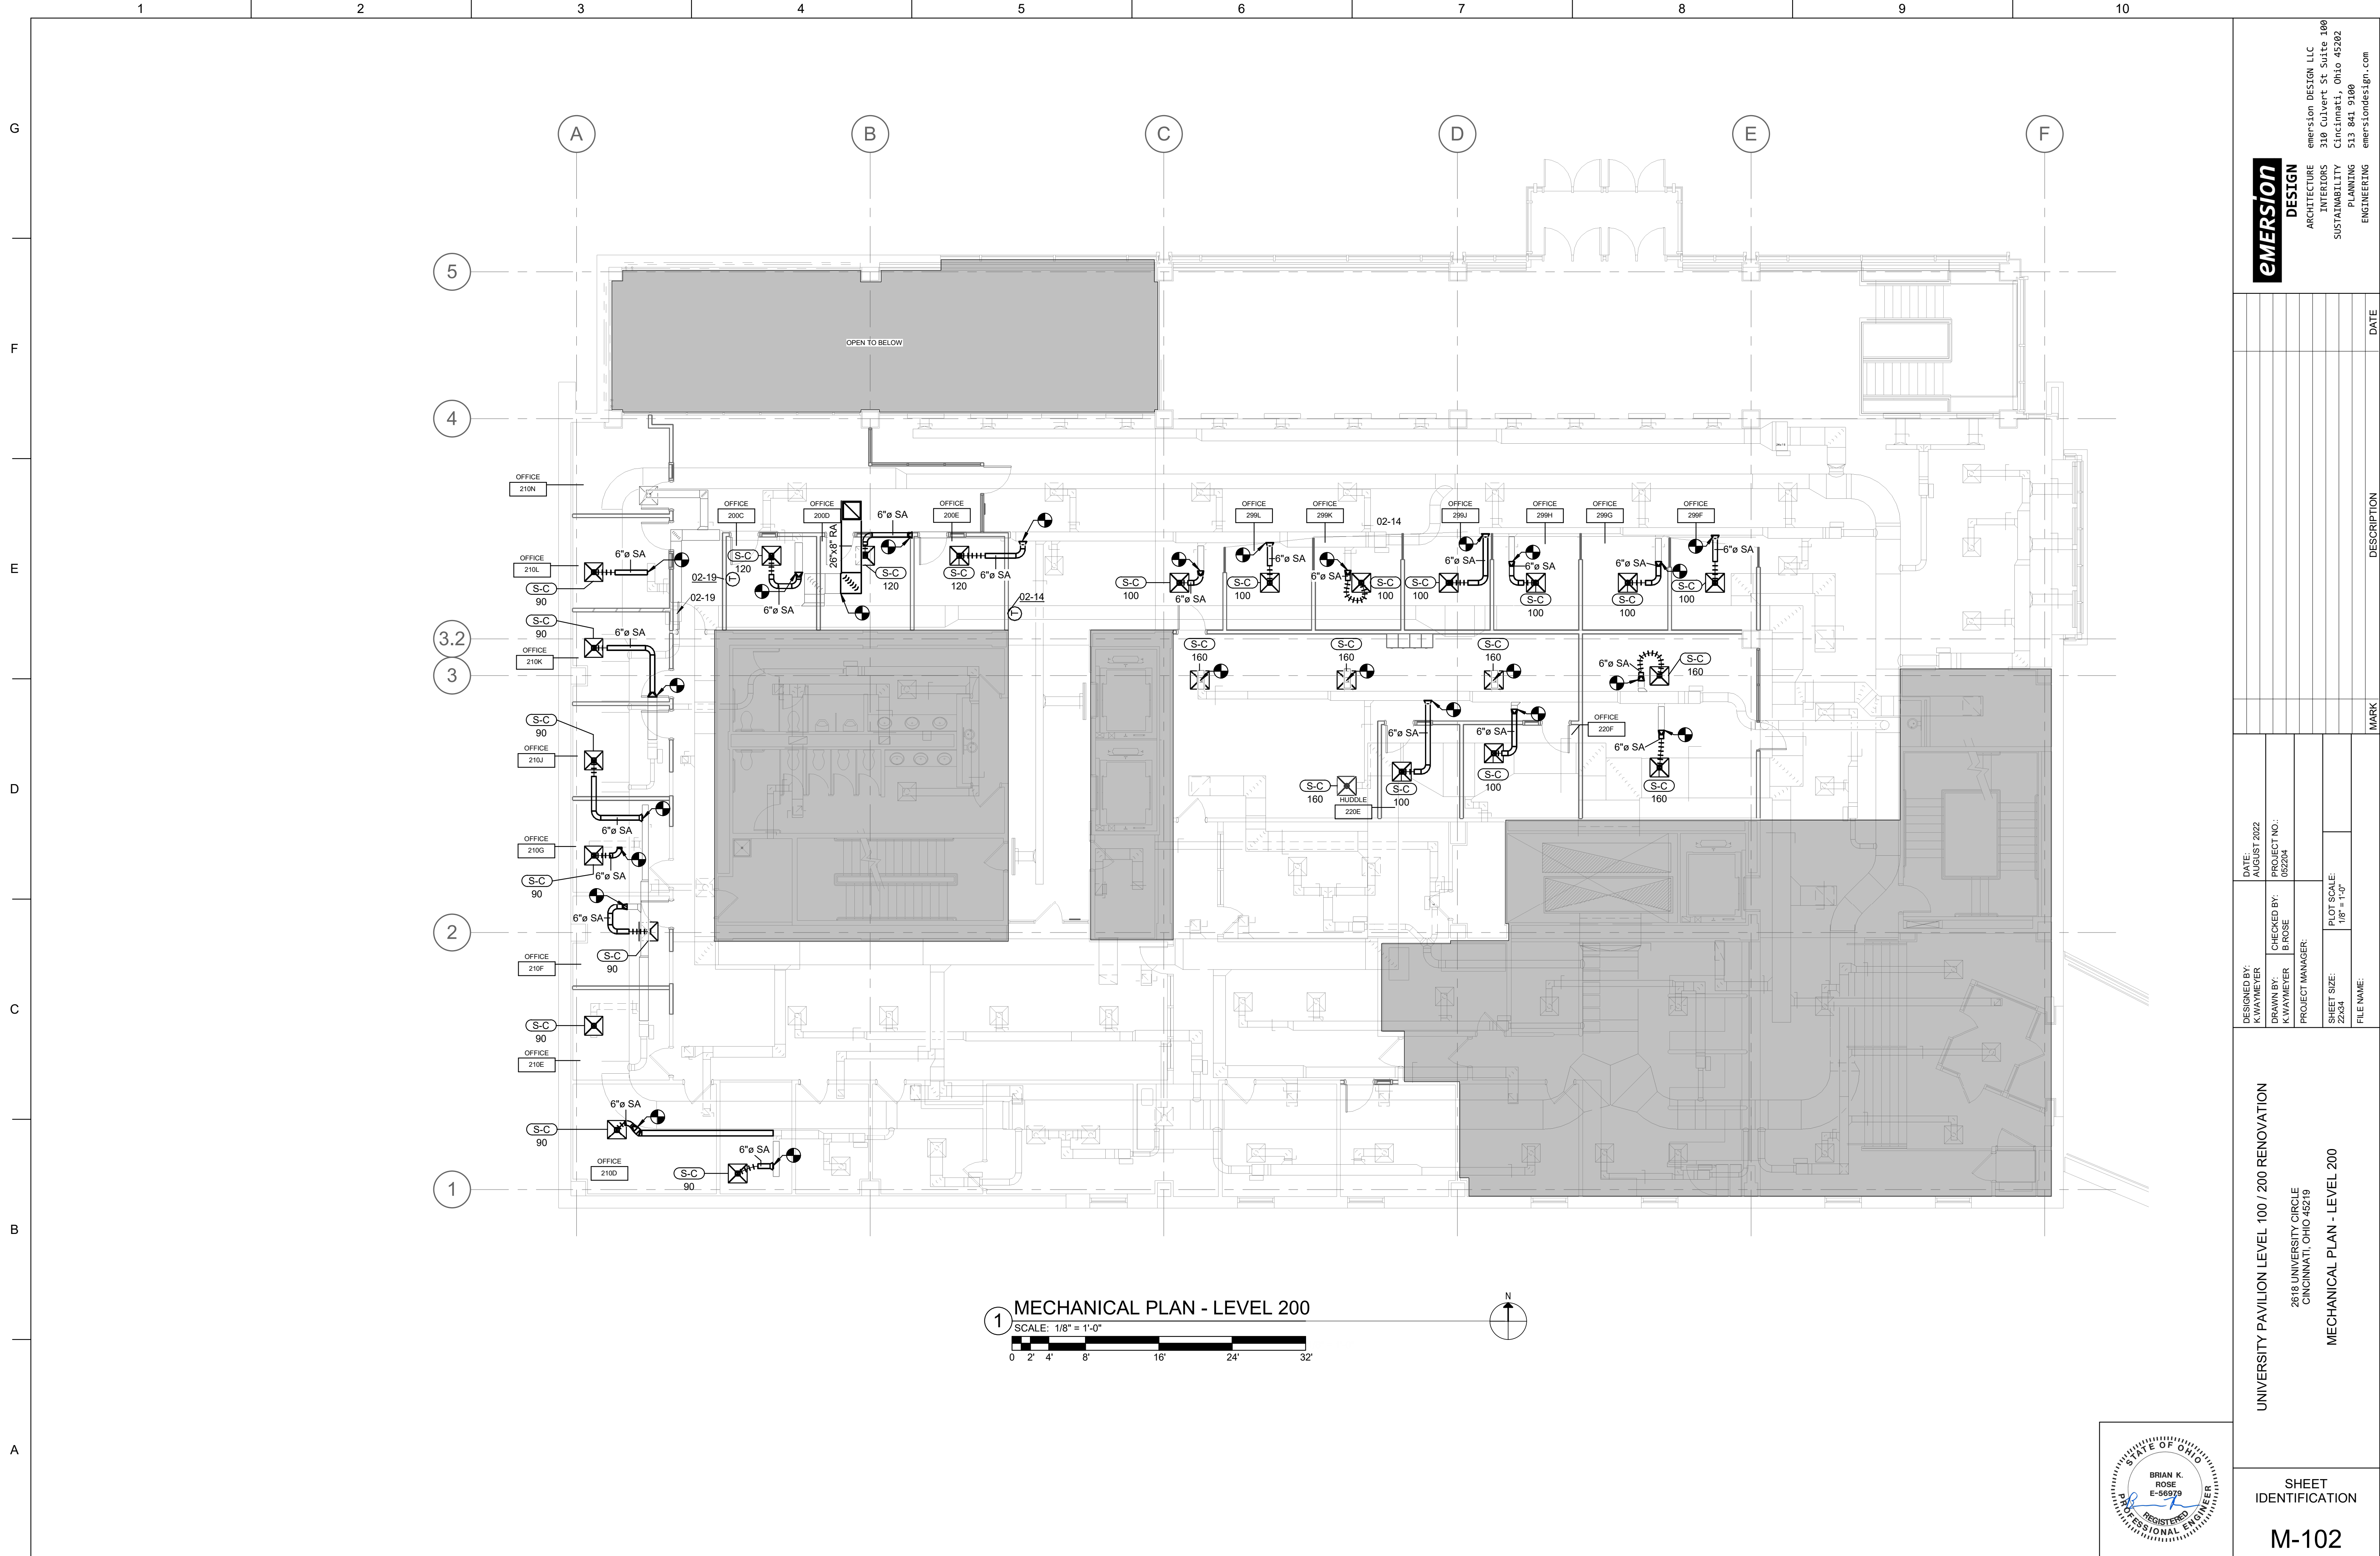 1 2 3 4 5 6 7 8 9 10
G
F
E
D
C
B
A
A B C D E F
5
4
3.2
3
2
1
OPEN TO BELOW
OFFICE
210N
OFFICE
200C
OFFICE
200D
26"x8" RA
6"ø SA
OFFICE
200E
OFFICE
299L
OFFICE
299K
02-14
OFFICE
299J
OFFICE
299H
OFFICE
299G
OFFICE
299F
OFFICE
210L
6"ø SA
S-C
90
02-19
02-19
S-C
120
6"ø SA
S-C
120
S-C
120
6"ø SA
T
02-14
T
S-C
100
6"ø SA
S-C
100
6"ø SA
6"ø SA
S-C
100
S-C
100
6"ø SA
6"ø SA
S-C
100
6"ø SA
S-C
100
6"ø SA
S-C
100
S-C
90
6"ø SA
OFFICE
210K
S-C
160
S-C
160
S-C
160
6"ø SA
S-C
160
S-C
90
OFFICE
210J
6"ø SA
6"ø SA
6"ø SA
OFFICE
220F
6"ø SA
S-C
160
HUDDLE
220E
S-C
100
S-C
100
S-C
160
OFFICE
210G
6"ø SA
S-C
90
6"ø SA
S-C
90
OFFICE
210F
S-C
90
OFFICE
210E
6"ø SA
S-C
90
OFFICE
210D
6"ø SA
S-C
90
1
MECHANICAL PLAN - LEVEL 200
SCALE: 1/8" = 1'-0"
0 2' 4' 8' 16' 24' 32'
N
eMERSION
DESIGN
ARCHITECTURE
INTERIORS
SUSTAINABILITY
PLANNING
ENGINEERING
emersion DESIGN LLC
310 Culvert St Suite 100
Cincinnati, Ohio 45202
513 841 9100
emersiondesign.com
MARK DESCRIPTION DATE
DESIGNED BY:
K.WAYMEYER
DATE:
AUGUST 2022
DRAWN BY:
K.WAYMEYER
CHECKED BY:
B.ROSE
PROJECT NO.:
052204
PROJECT MANAGER:
SHEET SIZE:
22x34
PLOT SCALE:
1/8" = 1'-0"
FILE NAME:
UNIVERSITY PAVILION LEVEL 100 / 200 RENOVATION
2618 UNIVERSITY CIRCLE
CINCINNATI, OHIO 45219
MECHANICAL PLAN - LEVEL 200
STATE OF OHIO
BRIAN K.
ROSE
E-56979
REGISTERED
PROFESSIONAL ENGINEER
SHEET
IDENTIFICATION
M-102